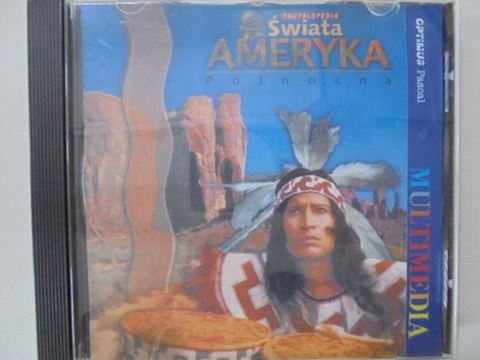 ENCYKLOPEDIA
Świata
AMERYKA
Północna
OPTIMUS Pascal
MULTIMEDIA